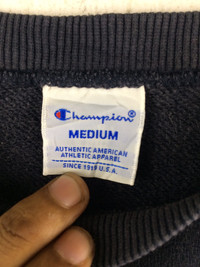 Champion
MEDIUM
AUTHENTIC AMERICAN
ATHLETIC APPAREL
SINCE 1919 U.S.A.